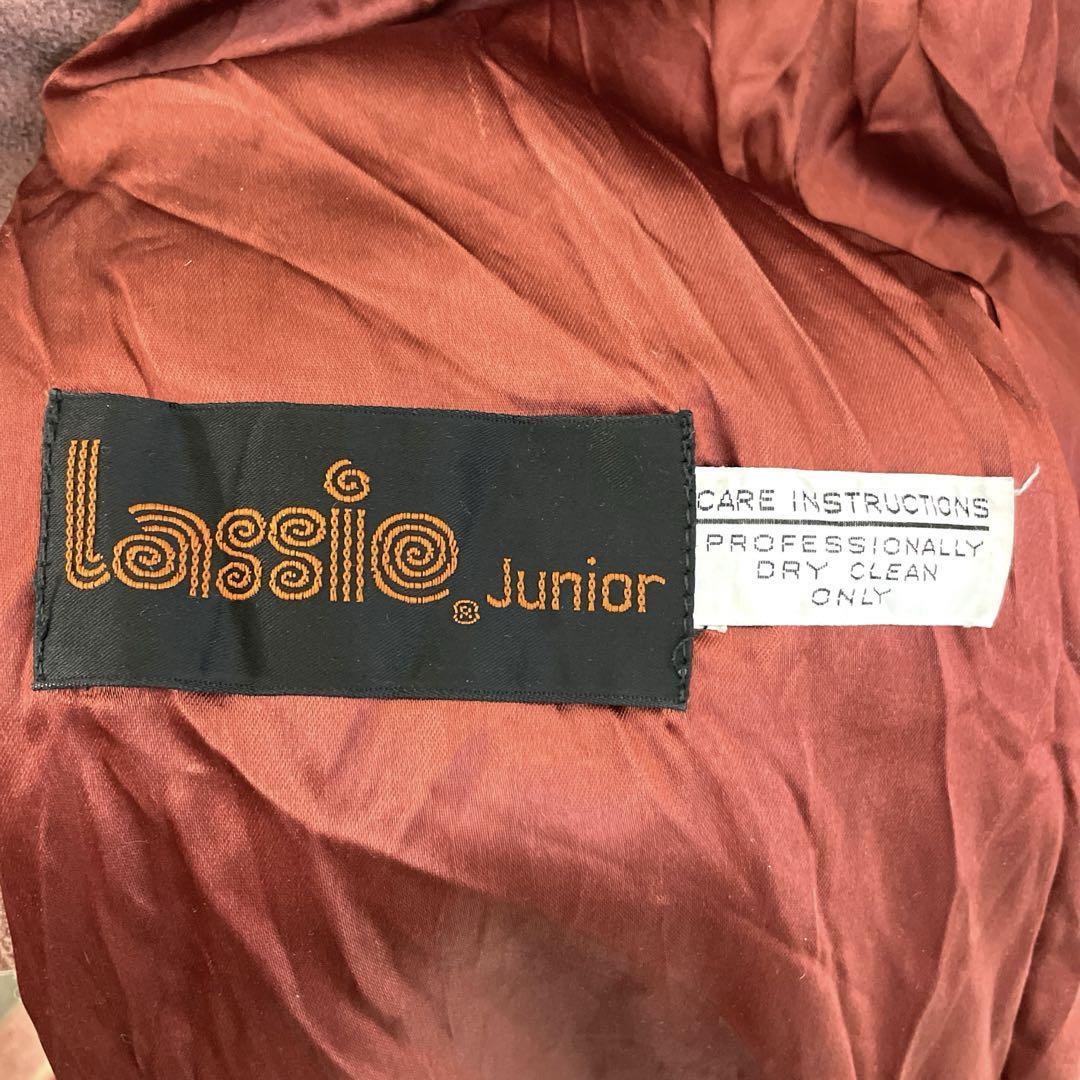 Lassie® Junior
CARE INSTRUCTIONS
PROFESSIONALLY
DRY CLEAN
ONLY